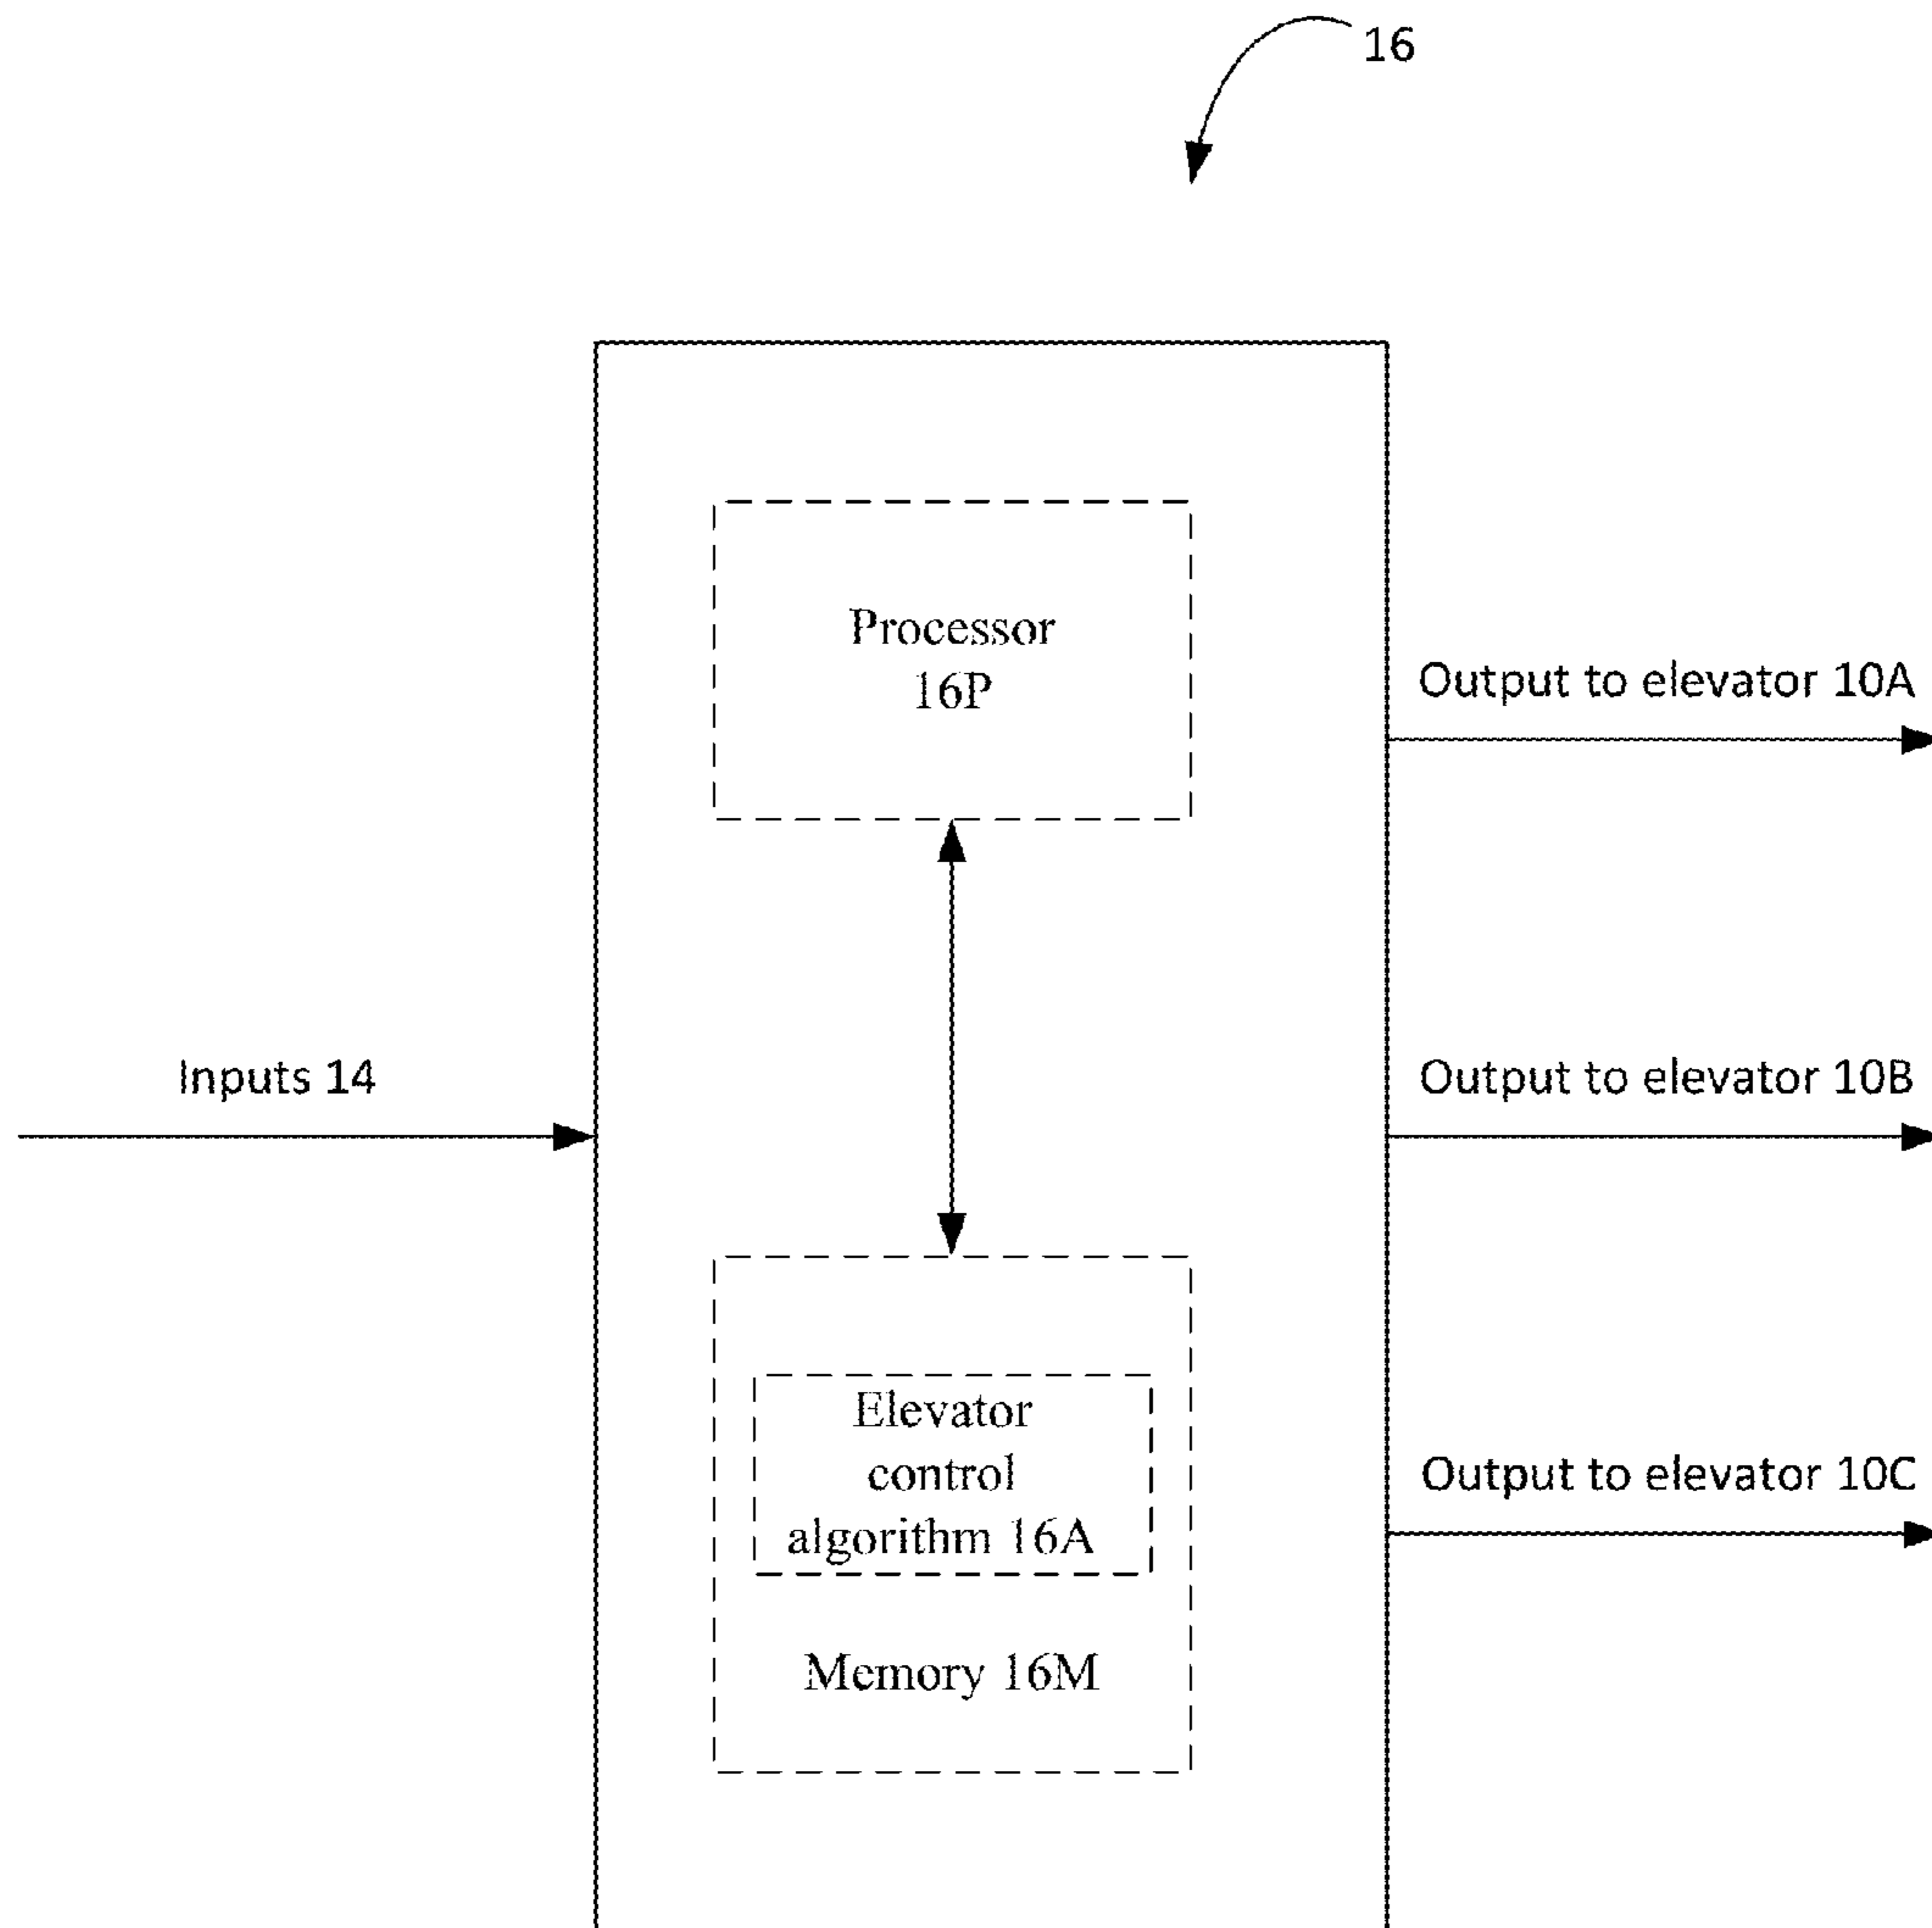 16
Processor
16P
Output to elevator 10A
Inputs 14
Output to elevator 10B
Elevator
control
algorithm 16A
Output to elevator 10C
Memory 16M